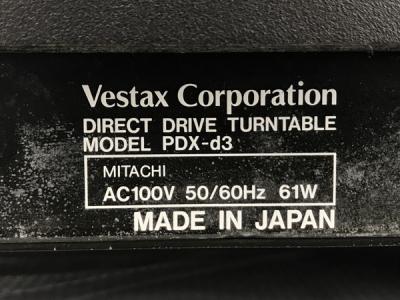 Vestax Corporation
DIRECT DRIVE TURNTABLE
MODEL PDX-d3
MITACHI
AC100V 50/60Hz 61W
MADE IN JAPAN